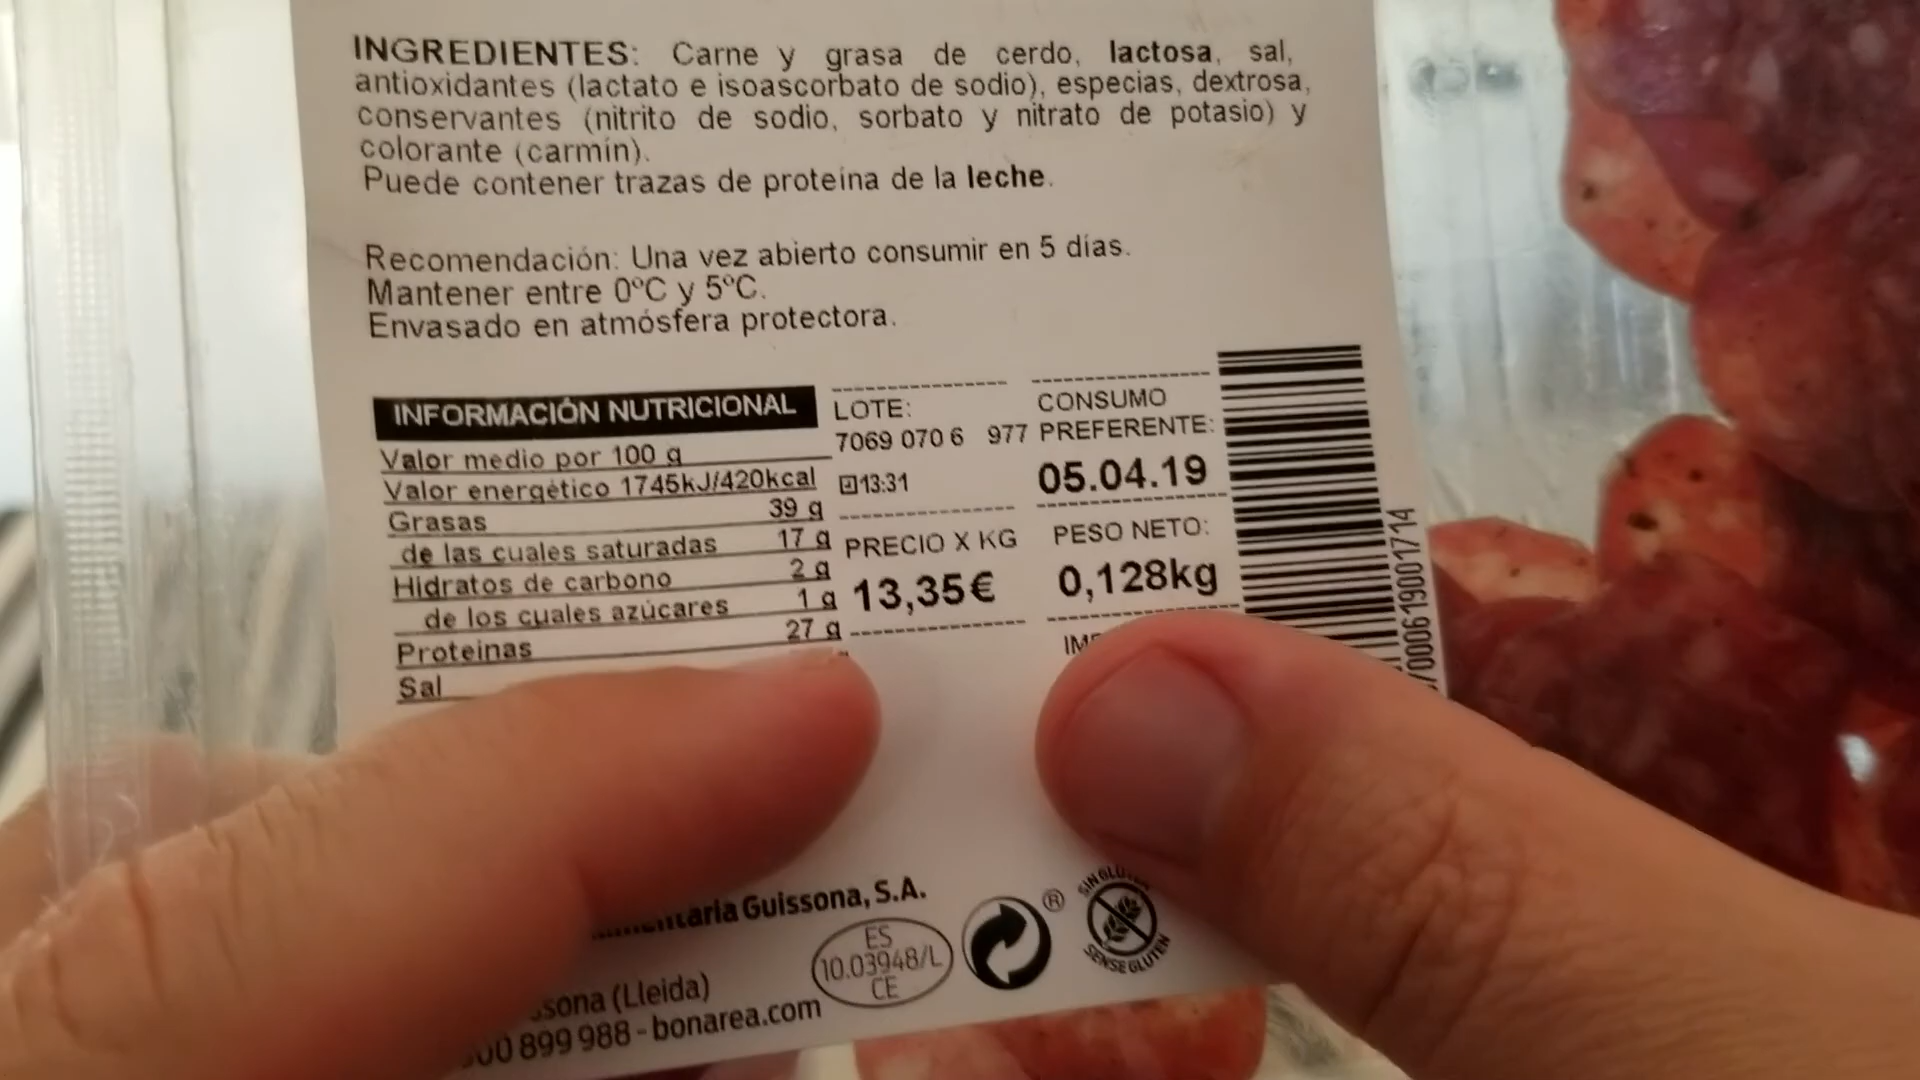 INGREDIENTES: Carne y grasa de cerdo, lactosa, sal,
antioxidantes (lactato e isoascorbato de sodio), especias, dextrosa,
conservantes (nitrito de sodio, sorbato y nitrato de potasio) y
colorante (carmín).
Puede contener trazas de proteína de la leche.
Recomendación: Una vez abierto consumir en 5 días.
Mantener entre 0ºC y 5ºC.
Envasado en atmósfera protectora.
INFORMACIÓN NUTRICIONAL
Valor medio por 100 g
Valor energético 1745kJ/420kcal
Grasas 39 g
de las cuales saturadas 17 g
Hidratos de carbono 2 g
de los cuales azúcares 1 g
Proteínas 27 g
Sal
LOTE:
7069 070 6 977
13:31
CONSUMO
PREFERENTE:
05.04.19
PRECIO X KG
13,35€
PESO NETO:
0,128kg
Guissona, S.A.
(Lleida)
899 988 - bonarea.com
ES
10.03948/L
CE
®
SENSE GLUTEN